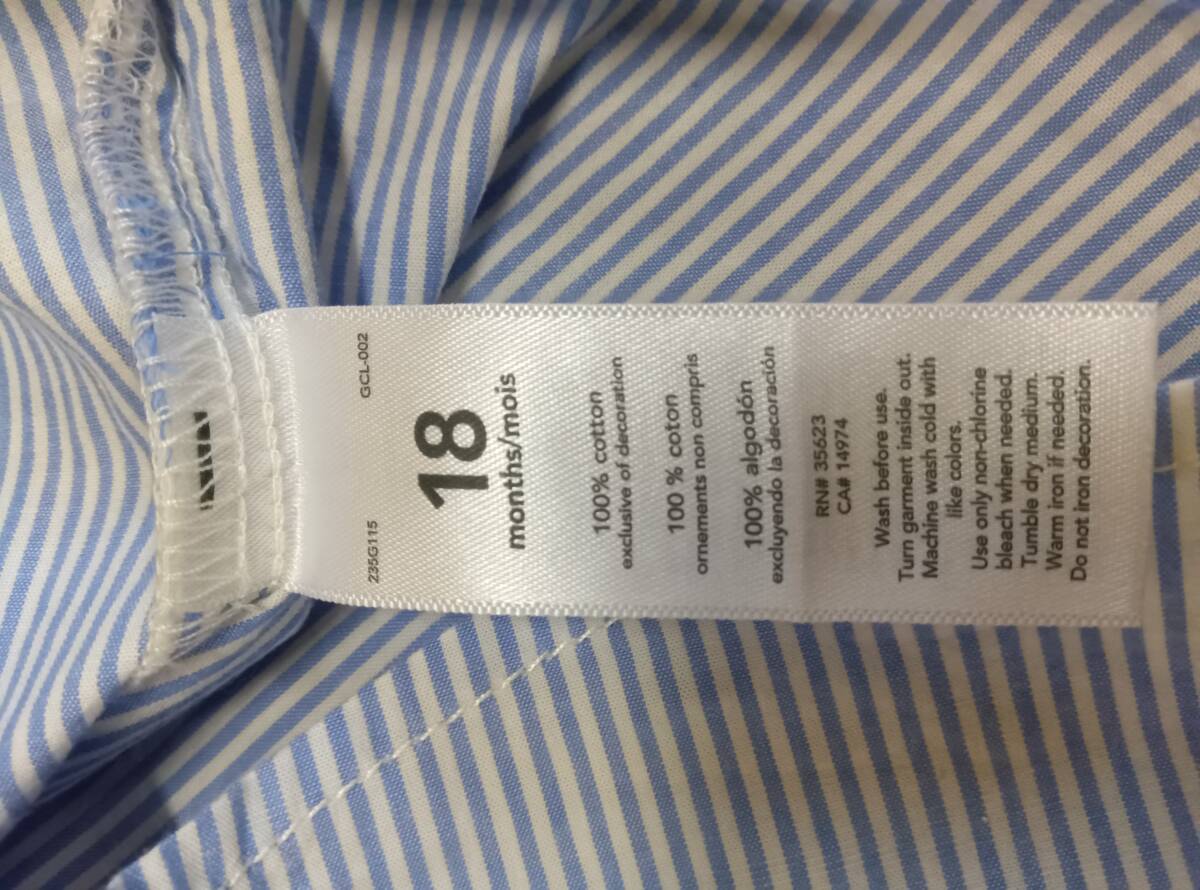 235G115 GCL-002
18
months/mois
100% cotton
exclusive of decoration
100 % coton
ornements non compris
100% algodón
excluyendo la decoración
RN# 35623
CA# 14974
Wash before use.
Turn garment inside out.
Machine wash cold with
like colors.
Use only non-chlorine
bleach when needed.
Tumble dry medium.
Warm iron if needed.
Do not iron decoration.